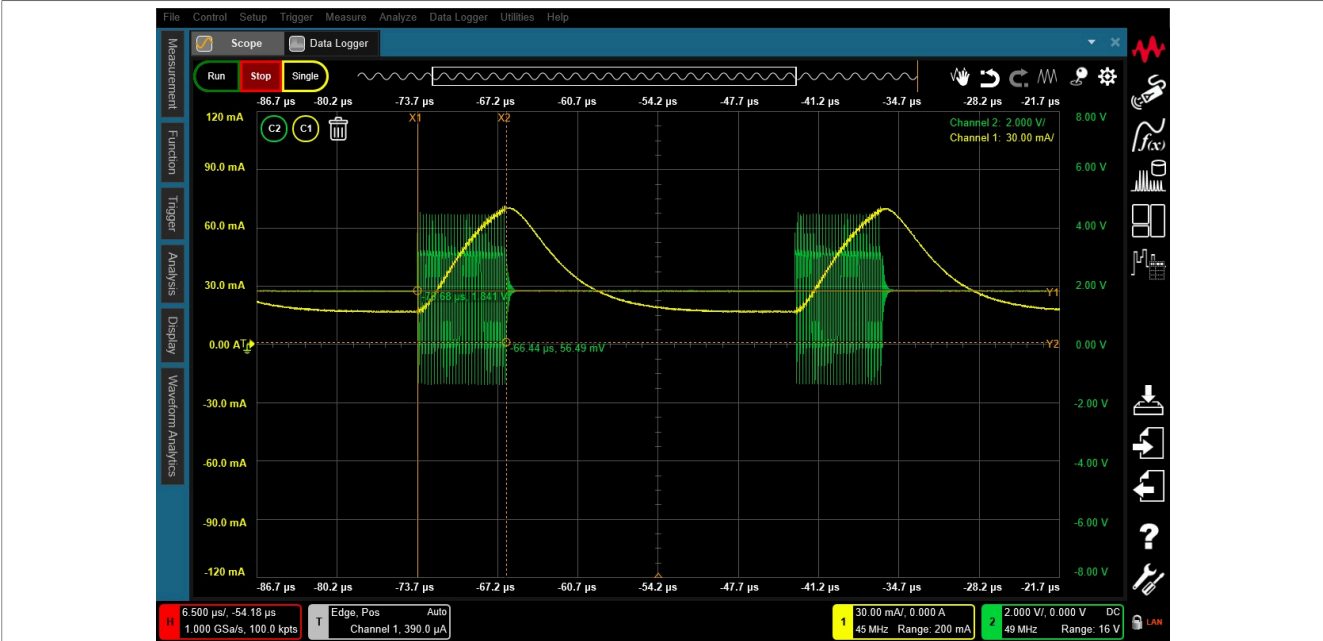 File Control Setup Trigger Measure Analyze Data Logger Utilities Help
Scope Data Logger
Run Stop Single
Measurement
Function
Trigger
Analysis
Display
Waveform Analytics
-86.7 µs -80.2 µs -73.7 µs -67.2 µs -60.7 µs -54.2 µs -47.7 µs -41.2 µs -34.7 µs -28.2 µs -21.7 µs
120 mA X1 X2 8.00 V
C2 C1
Channel 2: 2.000 V/
Channel 1: 30.00 mA/
f(x)
90.0 mA 6.00 V
60.0 mA 4.00 V
30.0 mA 2.00 V
Y1
µs, 1.841 V
0.00 A T Y2 0.00 V
-66.44 µs, 56.49 mV
-30.0 mA -2.00 V
-60.0 mA -4.00 V
-90.0 mA -6.00 V
-120 mA -8.00 V
-86.7 µs -80.2 µs -73.7 µs -67.2 µs -60.7 µs -54.2 µs -47.7 µs -41.2 µs -34.7 µs -28.2 µs -21.7 µs
H 6.500 µs/, -54.18 µs
1.000 GSa/s, 100.0 kpts
T Edge, Pos Auto
Channel 1, 390.0 µA
1 30.00 mA/, 0.000 A
45 MHz Range: 200 mA
2 2.000 V/, 0.000 V DC
49 MHz Range: 16 V
LAN